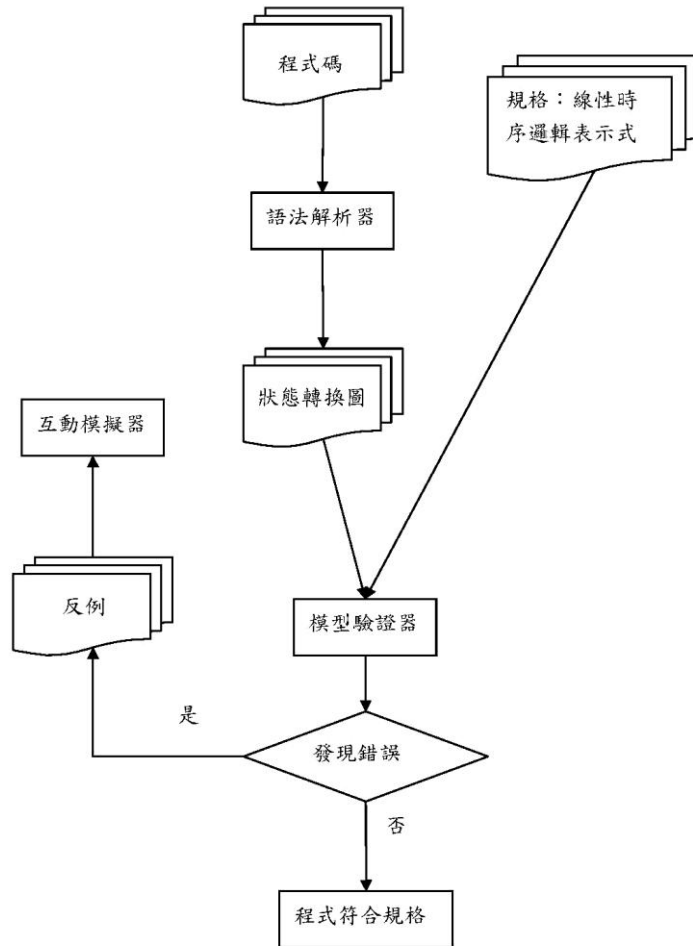 程式碼
規格：線性時
序邏輯表示式
語法解析器
狀態轉換圖
互動模擬器
反例
模型驗證器
是
發現錯誤
否
程式符合規格